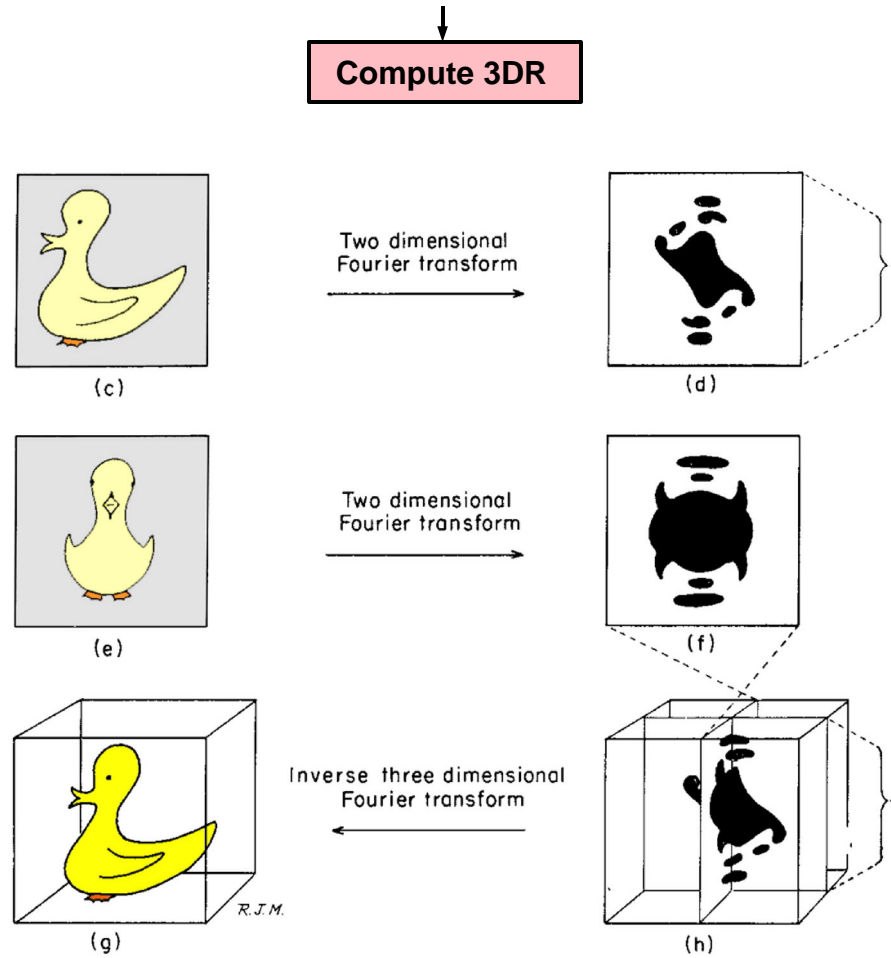 Compute 3DR
Two dimensional
Fourier transform
(c)
(d)
Two dimensional
Fourier transform
(e)
(f)
Inverse three dimensional
Fourier transform
R.J.M.
(g)
(h)